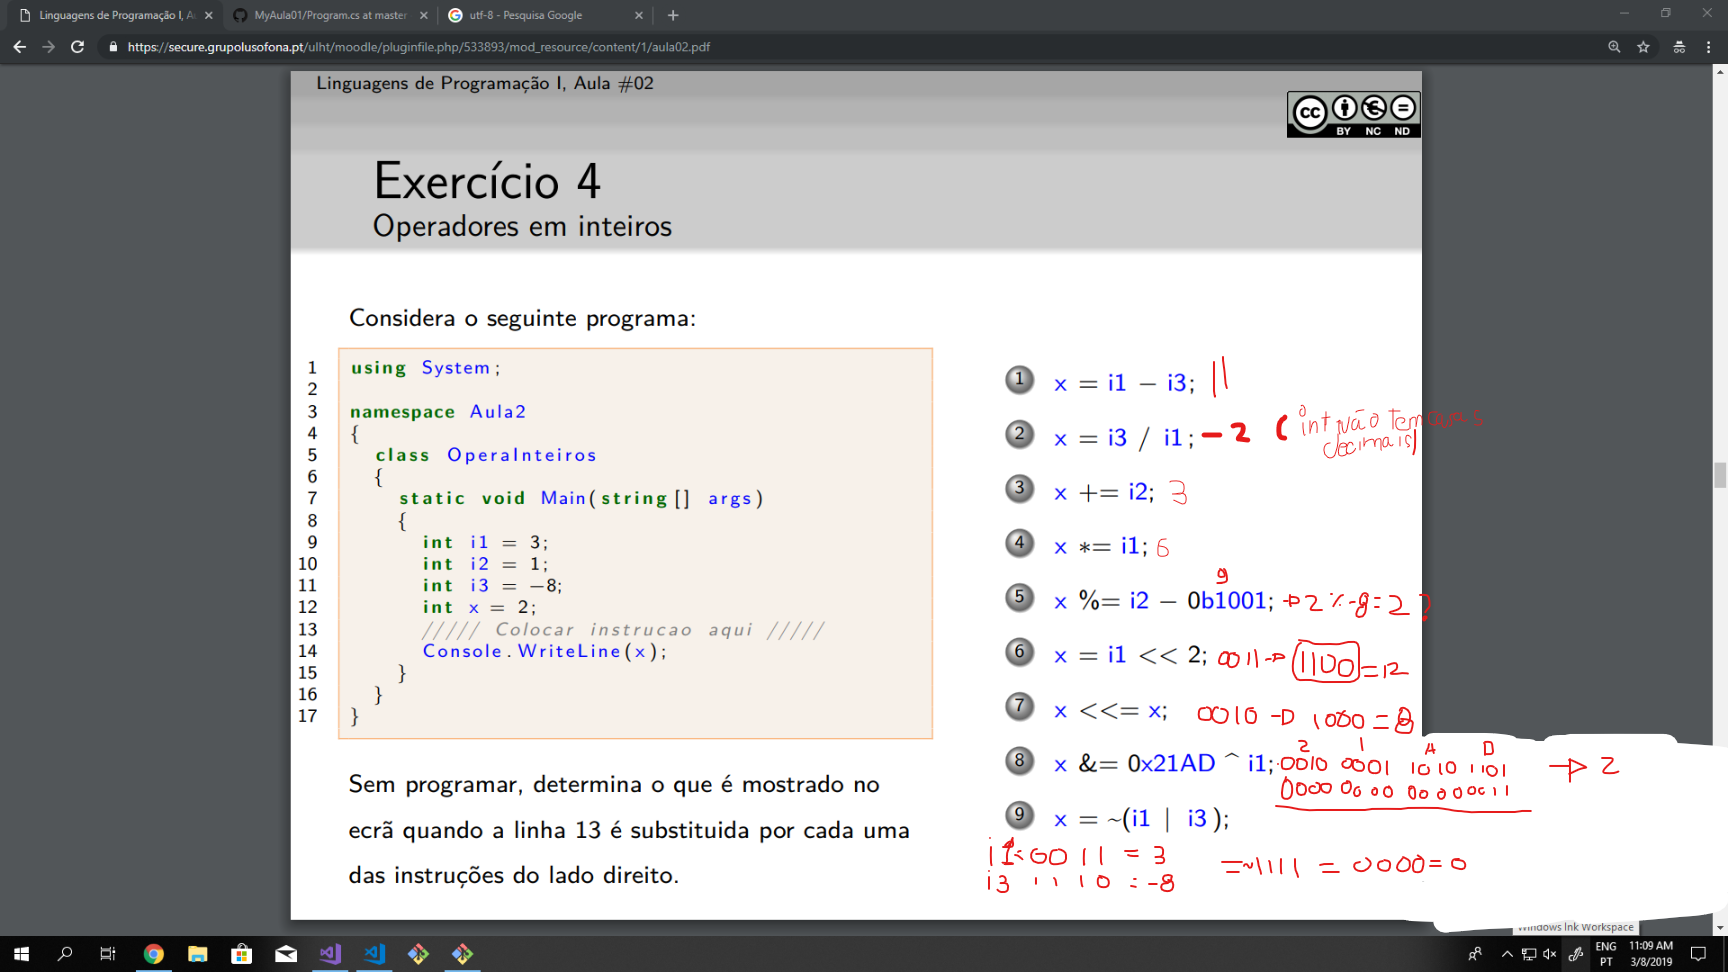 Linguagens de Programação I, A
MyAula01/Program.cs at master
utf-8 - Pesquisa Google
https://secure.grupolusofona.pt/ulht/moodle/pluginfile.php/533893/mod_resource/content/1/aula02.pdf
Linguagens de Programação I, Aula #02
cc
BY NC ND
Exercício 4
Operadores em inteiros
Considera o seguinte programa:
1 using System;
2
3 namespace Aula2
4 {
5 class OperaInteiros
6 {
7 static void Main(string[] args)
8 {
9 int i1 = 3;
10 int i2 = 1;
11 int i3 = −8;
12 int x = 2;
13 ///// Colocar instrucao aqui /////
14 Console.WriteLine(x);
15 }
16 }
17 }
Sem programar, determina o que é mostrado no
ecrã quando a linha 13 é substituida por cada uma
das instruções do lado direito.
1 x = i1 − i3; 11
2 x = i3 / i1; -2 (o int não tem casas
decimais)
3 x += i2; 3
4 x *= i1; 6
9
5 x %= i2 − 0b1001; → 2 % -8 = 2 ?
6 x = i1 << 2; 0011 → 1100 = 12
7 x <<= x; 0010 → 1000 = 8
2 1 A D
8 x &= 0x21AD ^ i1; 0010 0001 1010 1101 → 2
0000 0000 0000 0011
9 x = ~(i1 | i3);
i1 = 0011 = 3
i3 1110 = -8
= ~1111 = 0000 = 0
Windows Ink Workspace
ENG
PT
11:09 AM
3/8/2019